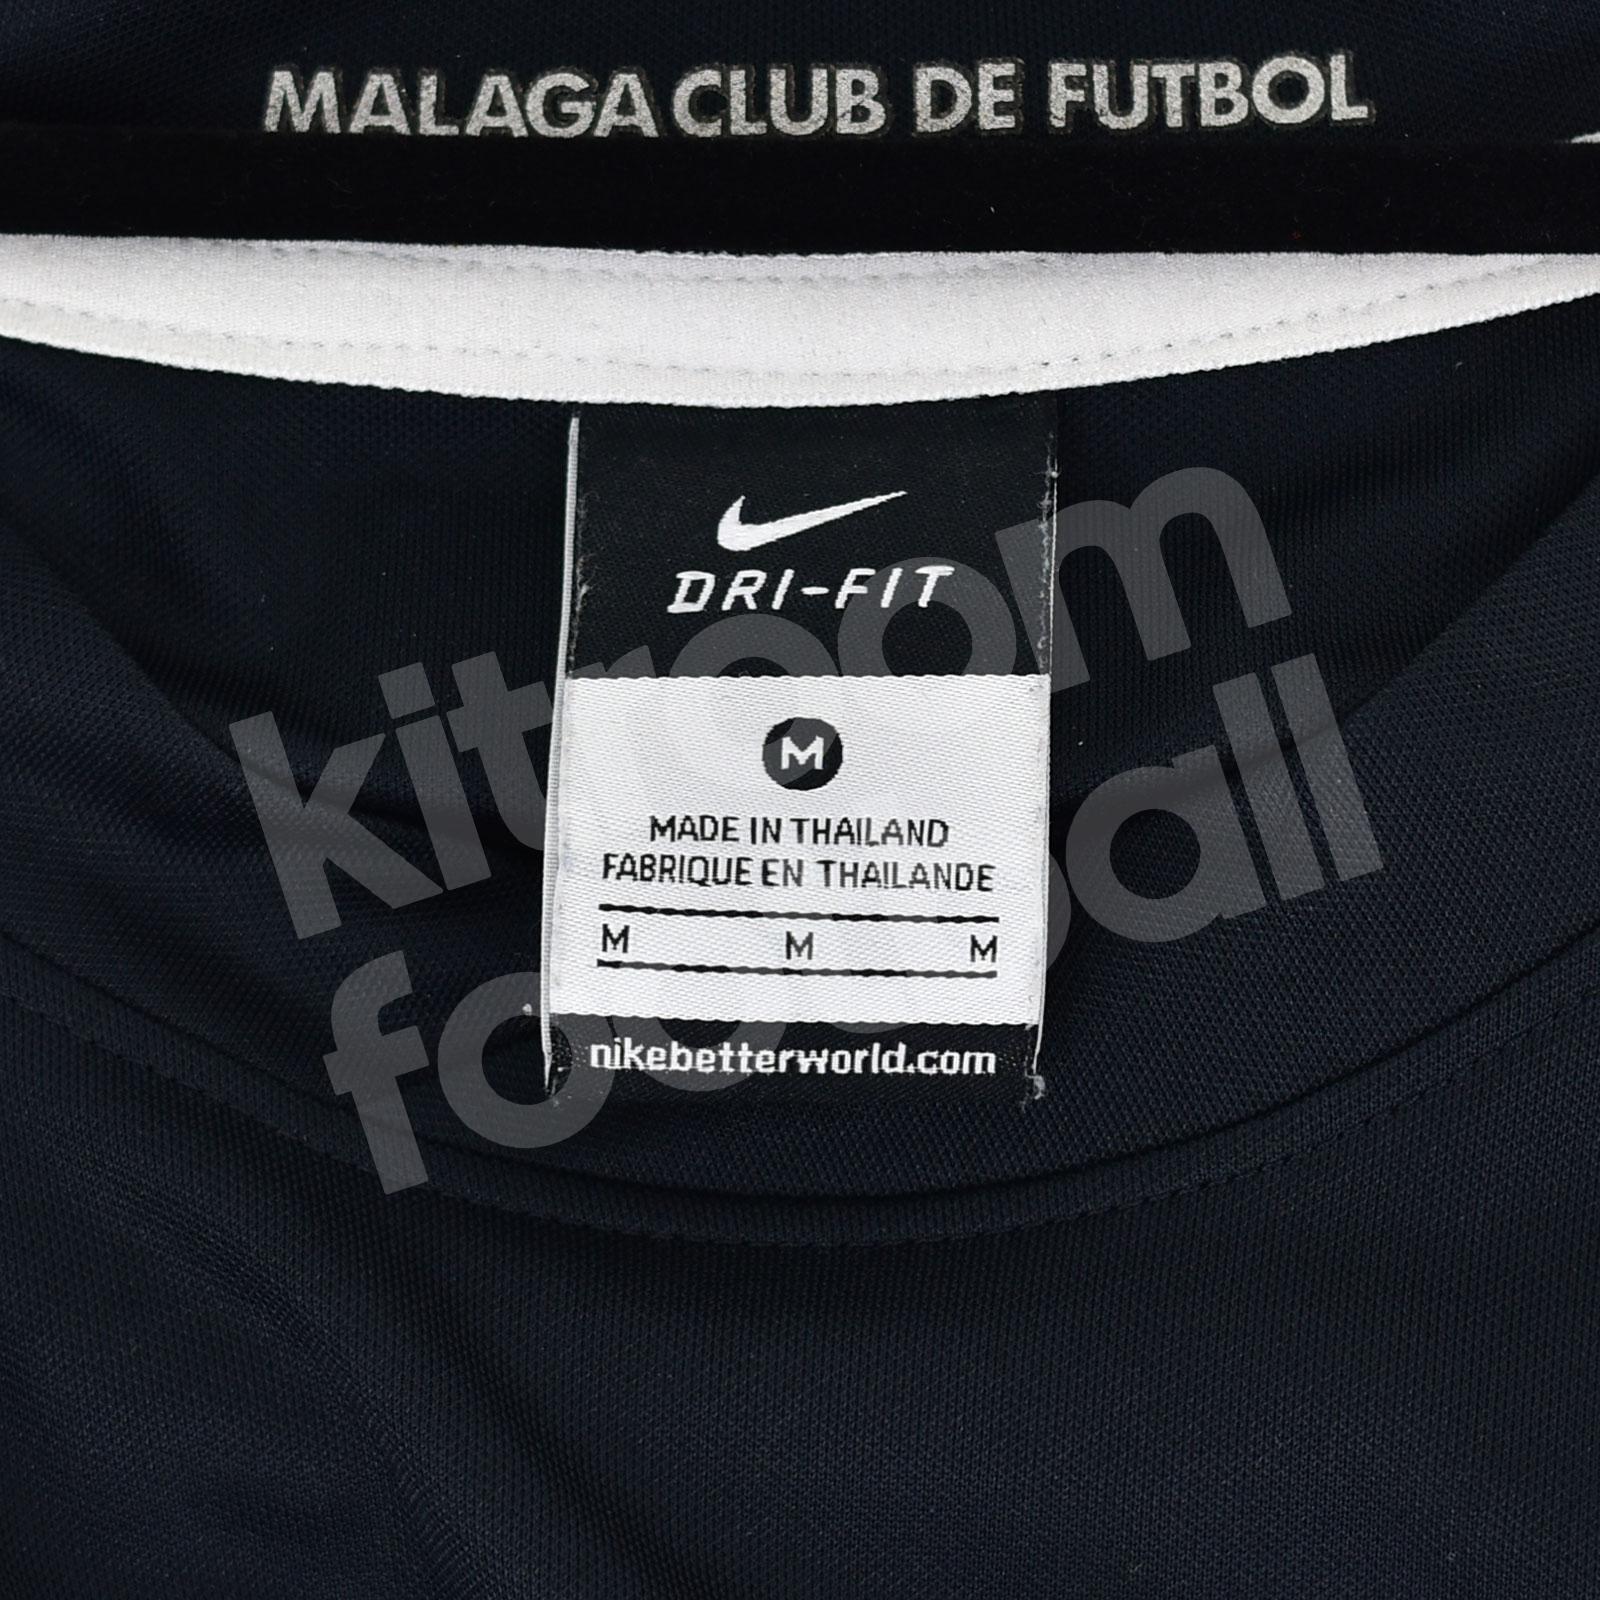 MALAGA CLUB DE FUTBOL
DRI-FIT
M
MADE IN THAILAND
FABRIQUE EN THAILANDE
M M M
nikebetterworld.com
kitroom
football